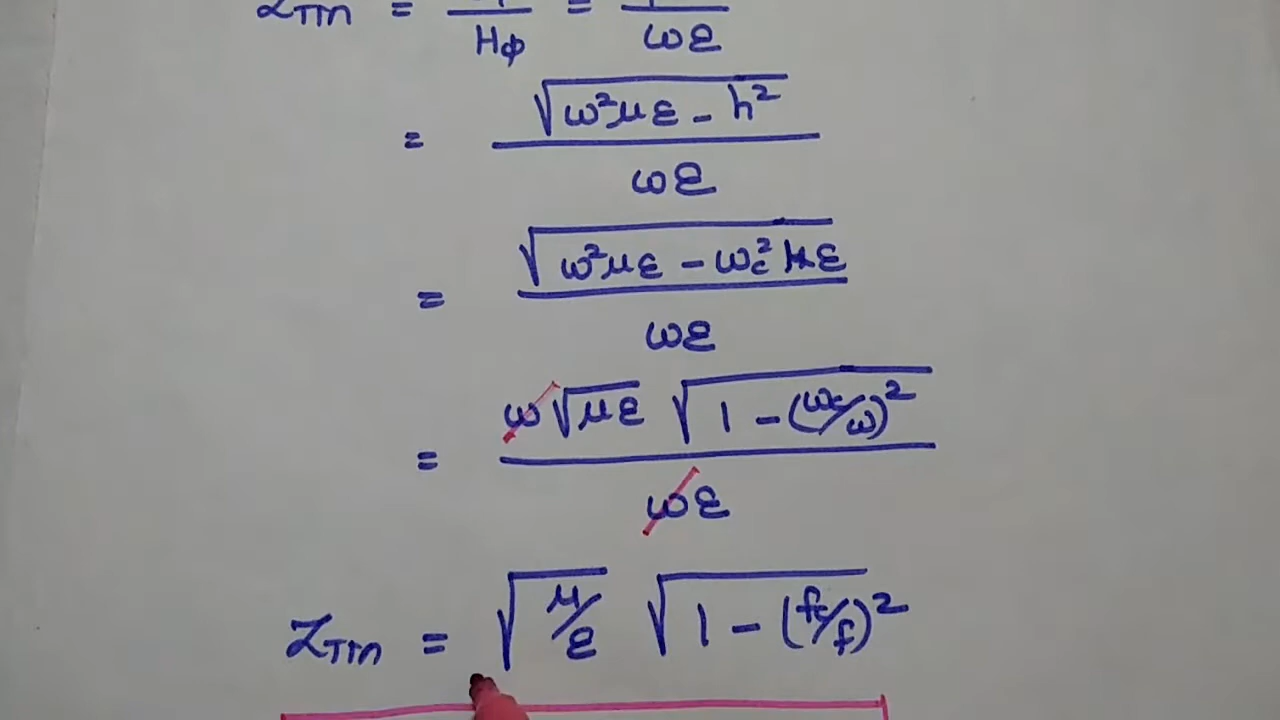 Z_TM = / H_φ = / ωε
= √(ω²με - h²) / ωε
= √(ω²με - ω_c²με) / ωε
= ω√(με) √(1 - (ω_c/ω)²) / ωε
Z_TM = √(μ/ε) √(1 - (f_c/f)²)